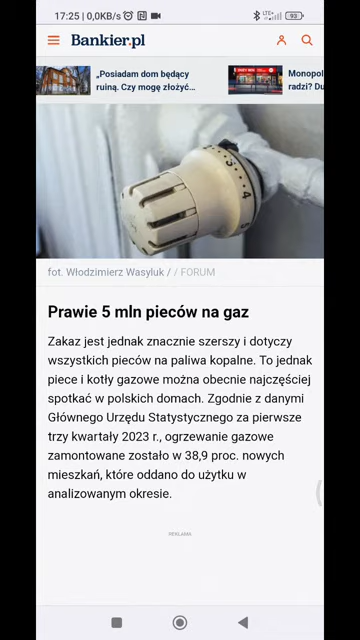 17:25 | 0,0KB/s
93
Bankier.pl
„Posiadam dom będący
ruiną. Czy mogę złożyć...
Monopol
radzi? Du
fot. Włodzimierz Wasyluk / / FORUM
Prawie 5 mln pieców na gaz
Zakaz jest jednak znacznie szerszy i dotyczy
wszystkich pieców na paliwa kopalne. To jednak
piece i kotły gazowe można obecnie najczęściej
spotkać w polskich domach. Zgodnie z danymi
Głównego Urzędu Statystycznego za pierwsze
trzy kwartały 2023 r., ogrzewanie gazowe
zamontowane zostało w 38,9 proc. nowych
mieszkań, które oddano do użytku w
analizowanym okresie.
REKLAMA